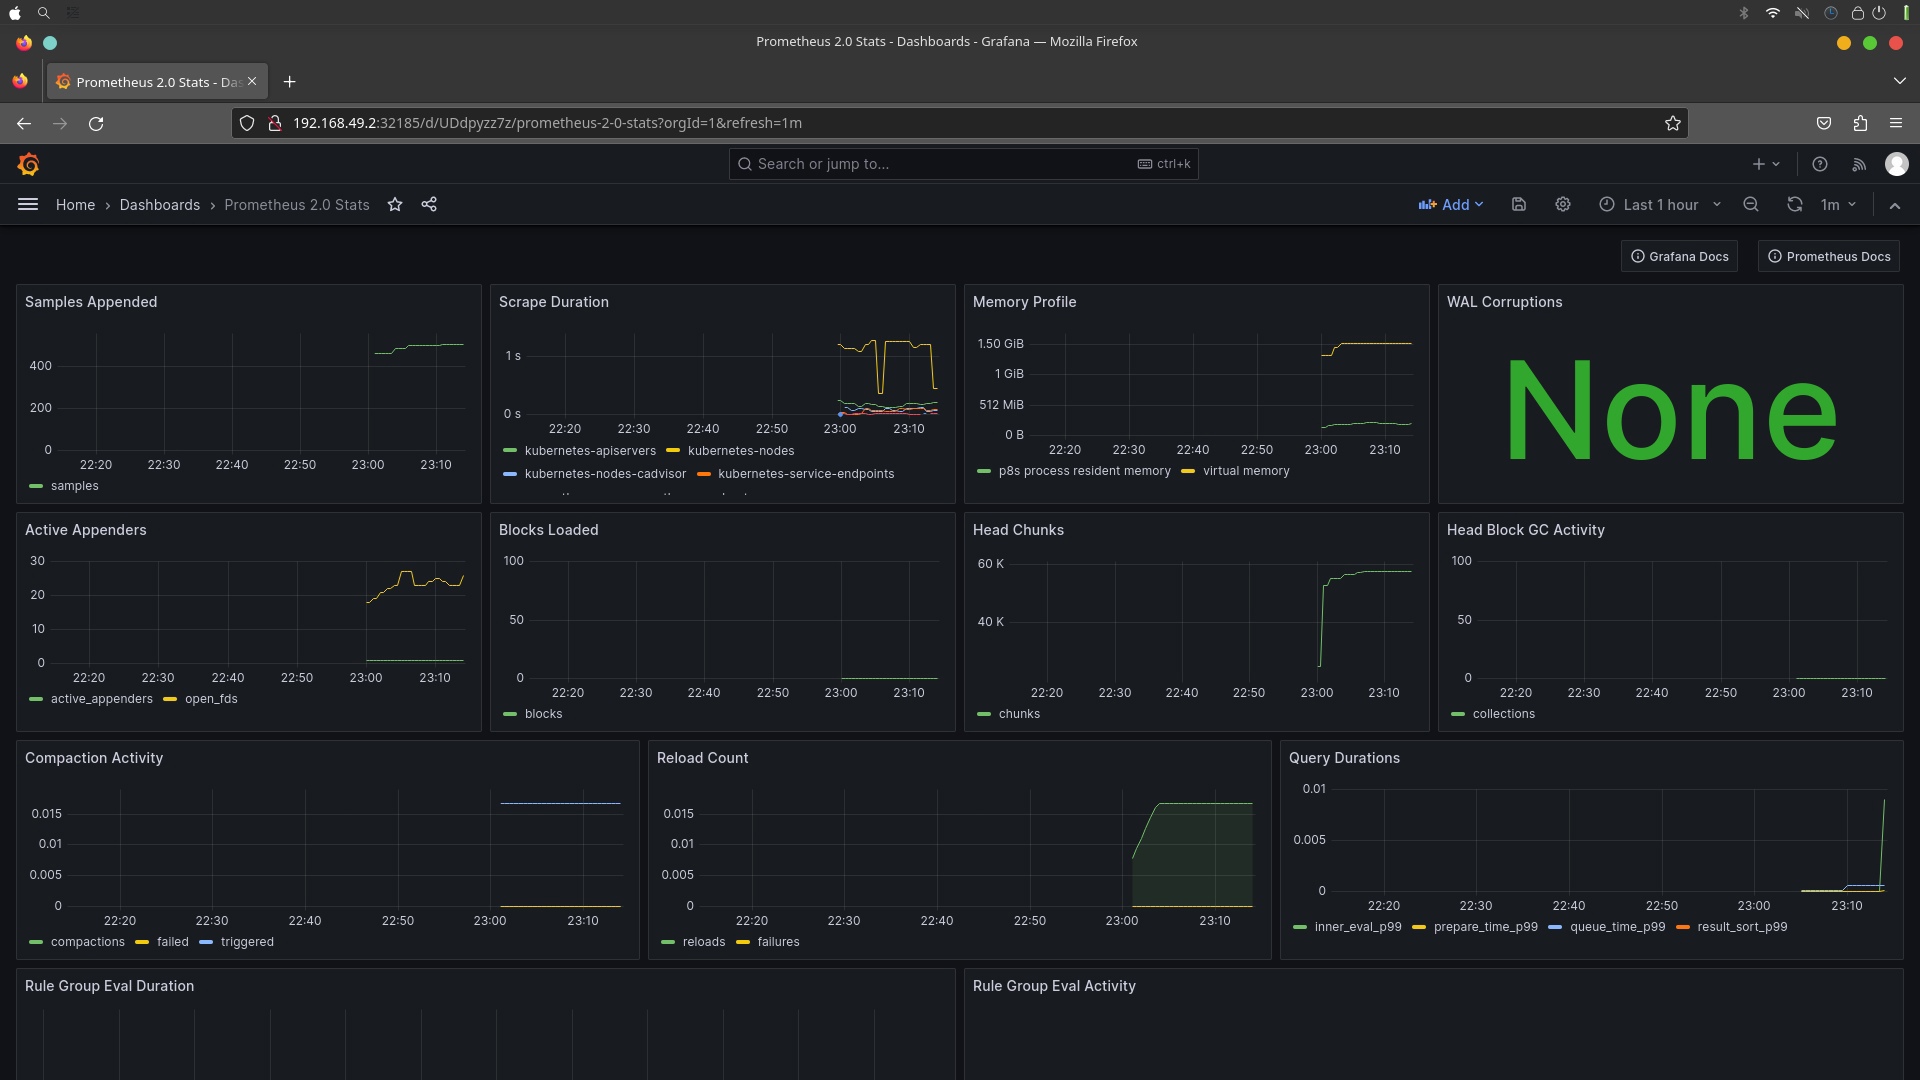 Prometheus 2.0 Stats - Dashboards - Grafana — Mozilla Firefox
Prometheus 2.0 Stats - Das
192.168.49.2:32185/d/UDdpyzz7z/prometheus-2-0-stats?orgId=1&refresh=1m
Search or jump to... ctrl+k
Home › Dashboards › Prometheus 2.0 Stats Add Last 1 hour 1m
Grafana Docs Prometheus Docs
Samples Appended
400
200
0
22:20 22:30 22:40 22:50 23:00 23:10
samples
Scrape Duration
1 s
0 s
22:20 22:30 22:40 22:50 23:00 23:10
kubernetes-apiservers kubernetes-nodes
kubernetes-nodes-cadvisor kubernetes-service-endpoints
Memory Profile
1.50 GiB
1 GiB
512 MiB
0 B
22:20 22:30 22:40 22:50 23:00 23:10
p8s process resident memory virtual memory
WAL Corruptions
None
Active Appenders
30
20
10
0
22:20 22:30 22:40 22:50 23:00 23:10
active_appenders open_fds
Blocks Loaded
100
50
0
22:20 22:30 22:40 22:50 23:00 23:10
blocks
Head Chunks
60 K
40 K
22:20 22:30 22:40 22:50 23:00 23:10
chunks
Head Block GC Activity
100
50
0
22:20 22:30 22:40 22:50 23:00 23:10
collections
Compaction Activity
0.015
0.01
0.005
0
22:20 22:30 22:40 22:50 23:00 23:10
compactions failed triggered
Reload Count
0.015
0.01
0.005
0
22:20 22:30 22:40 22:50 23:00 23:10
reloads failures
Query Durations
0.01
0.005
0
22:20 22:30 22:40 22:50 23:00 23:10
inner_eval_p99 prepare_time_p99 queue_time_p99 result_sort_p99
Rule Group Eval Duration
Rule Group Eval Activity